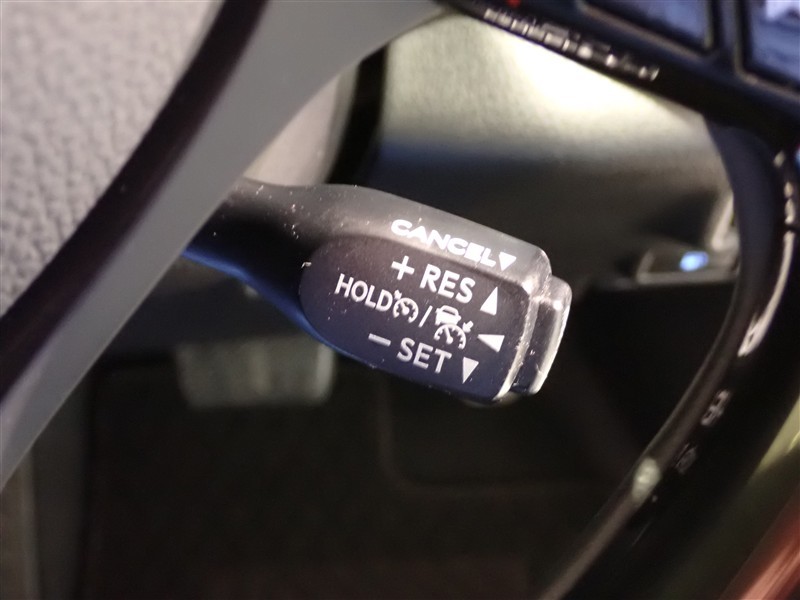 CANCEL▼
+ RES ▲
HOLD / ◀
− SET ▼